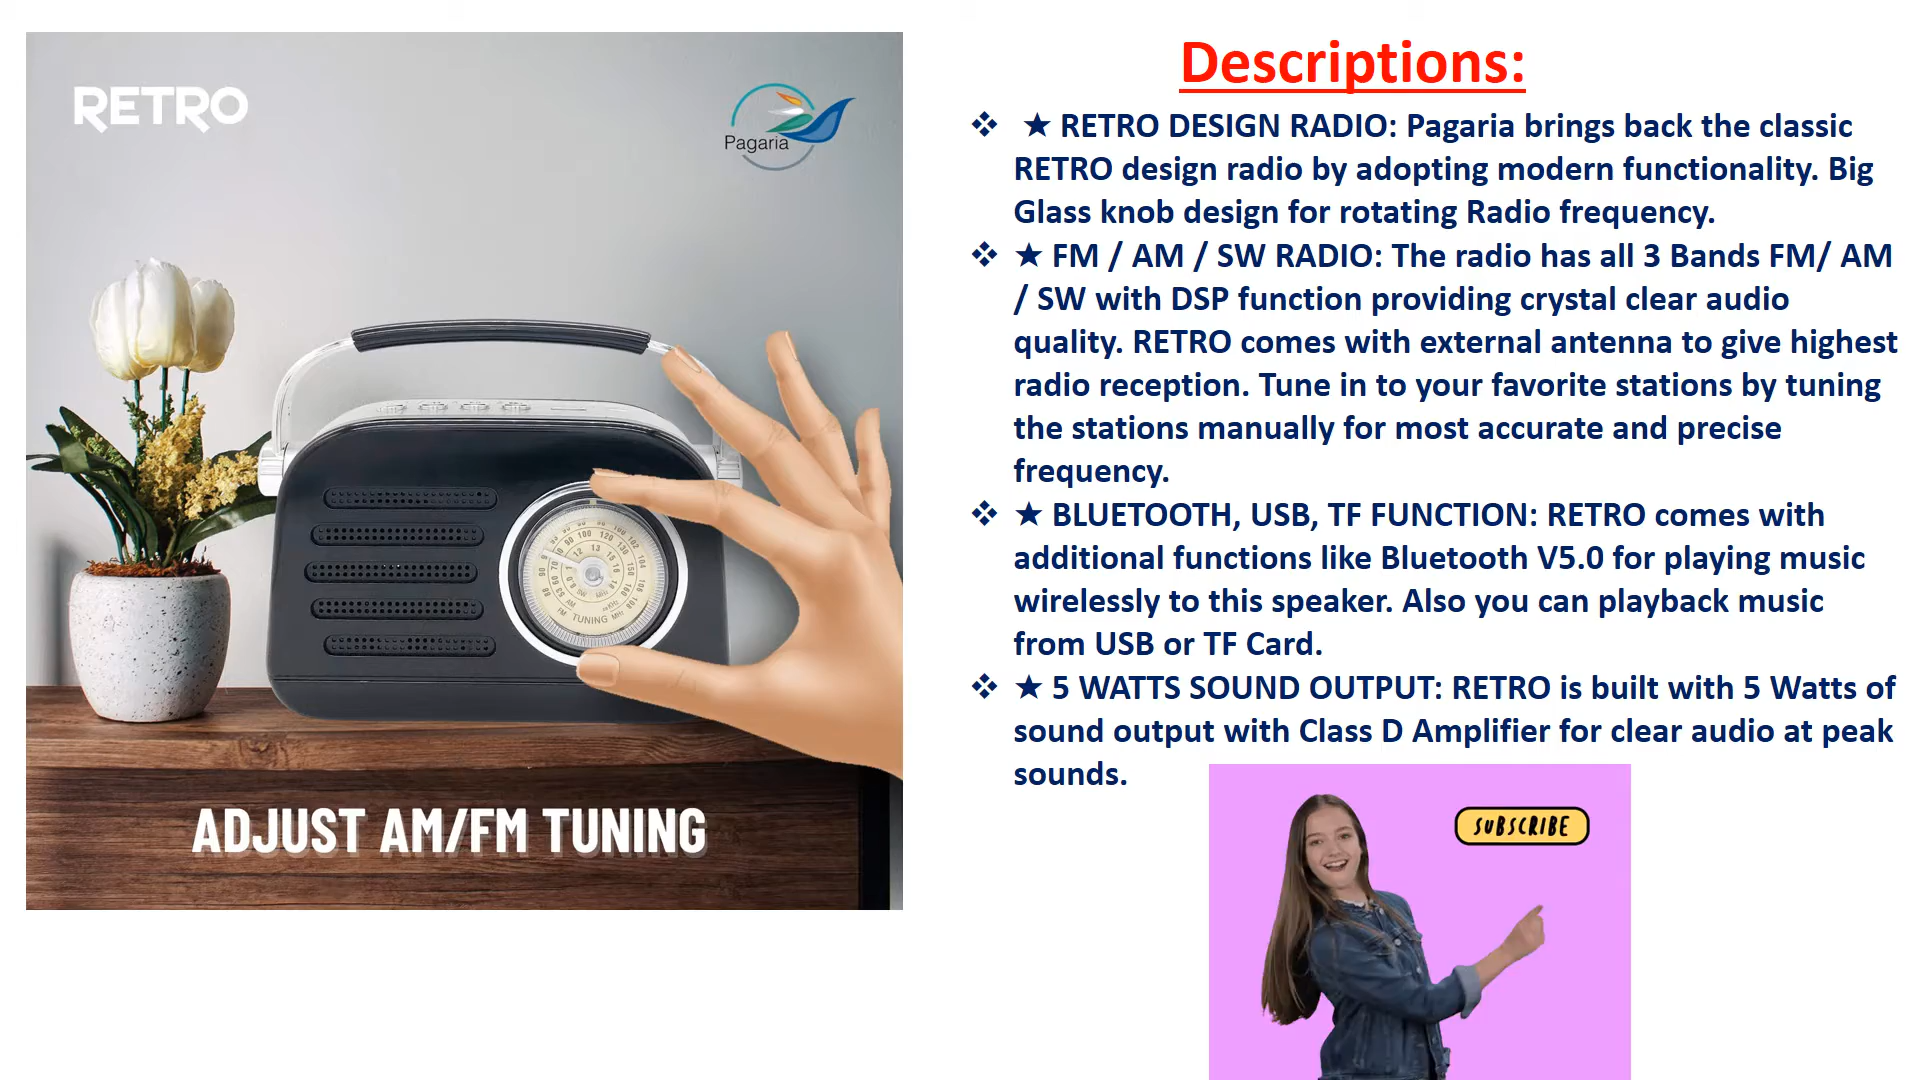 RETRO
Pagaria
TUNING
ADJUST AM/FM TUNING
Descriptions:
❖ ★ RETRO DESIGN RADIO: Pagaria brings back the classic
RETRO design radio by adopting modern functionality. Big
Glass knob design for rotating Radio frequency.
❖ ★ FM / AM / SW RADIO: The radio has all 3 Bands FM/ AM
/ SW with DSP function providing crystal clear audio
quality. RETRO comes with external antenna to give highest
radio reception. Tune in to your favorite stations by tuning
the stations manually for most accurate and precise
frequency.
❖ ★ BLUETOOTH, USB, TF FUNCTION: RETRO comes with
additional functions like Bluetooth V5.0 for playing music
wirelessly to this speaker. Also you can playback music
from USB or TF Card.
❖ ★ 5 WATTS SOUND OUTPUT: RETRO is built with 5 Watts of
sound output with Class D Amplifier for clear audio at peak
sounds.
SUBSCRIBE